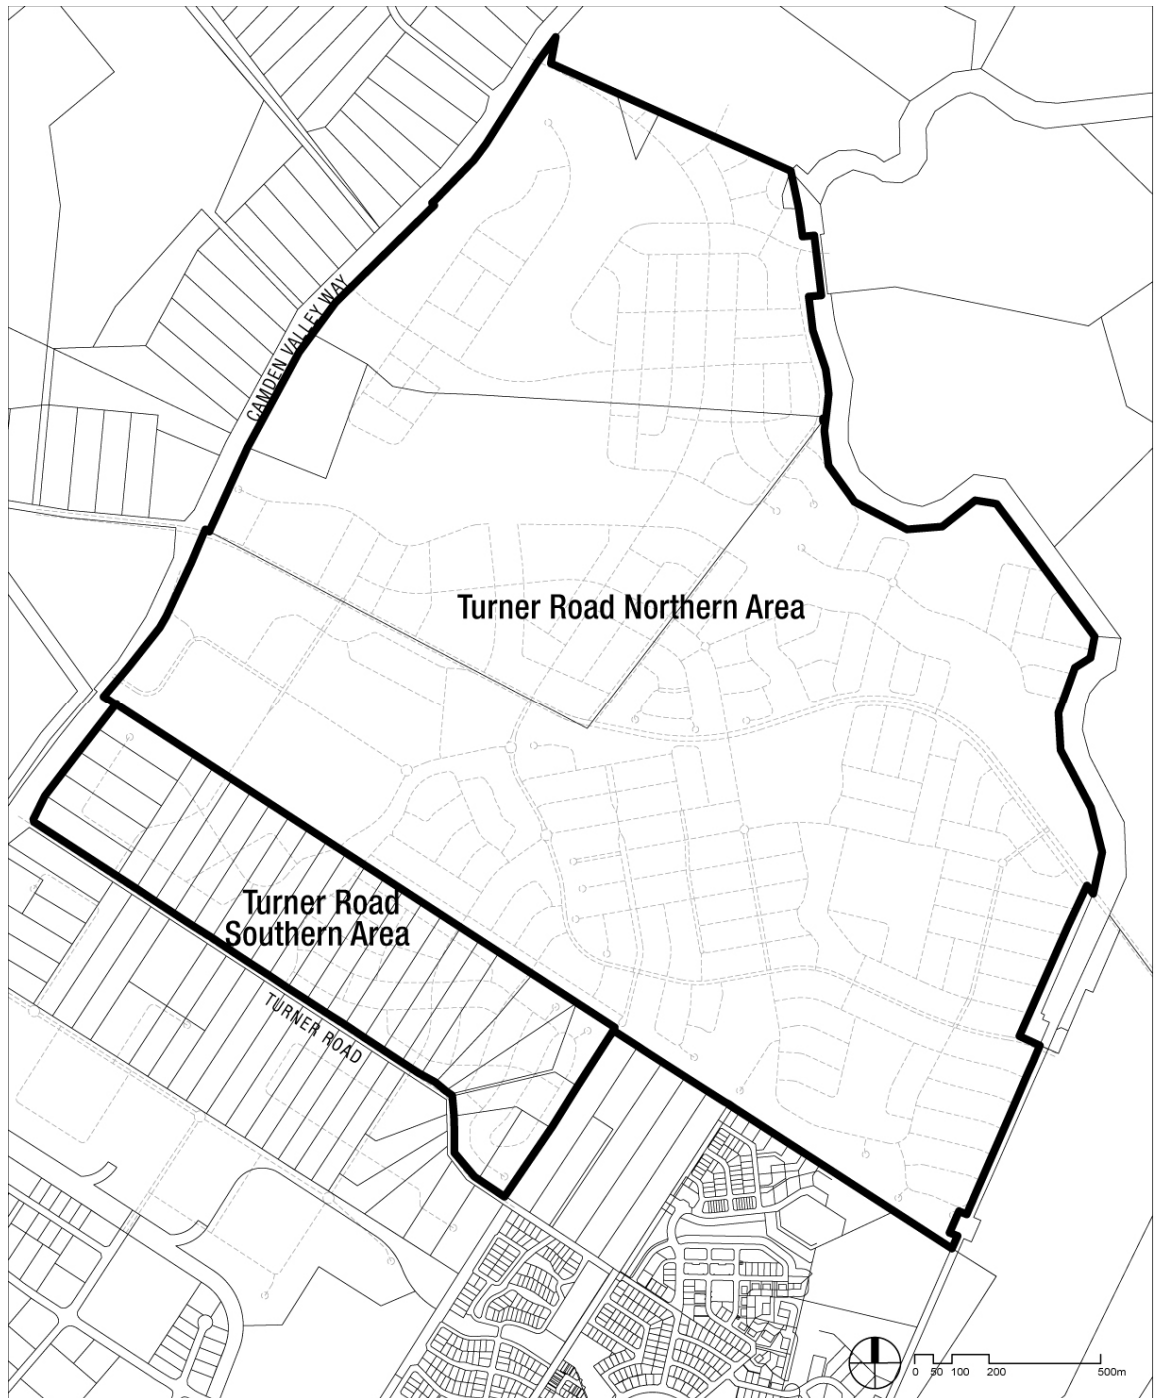 CAMDEN VALLEY WAY
Turner Road Northern Area
Turner Road
Southern Area
TURNER ROAD
0 50 100 200 500m